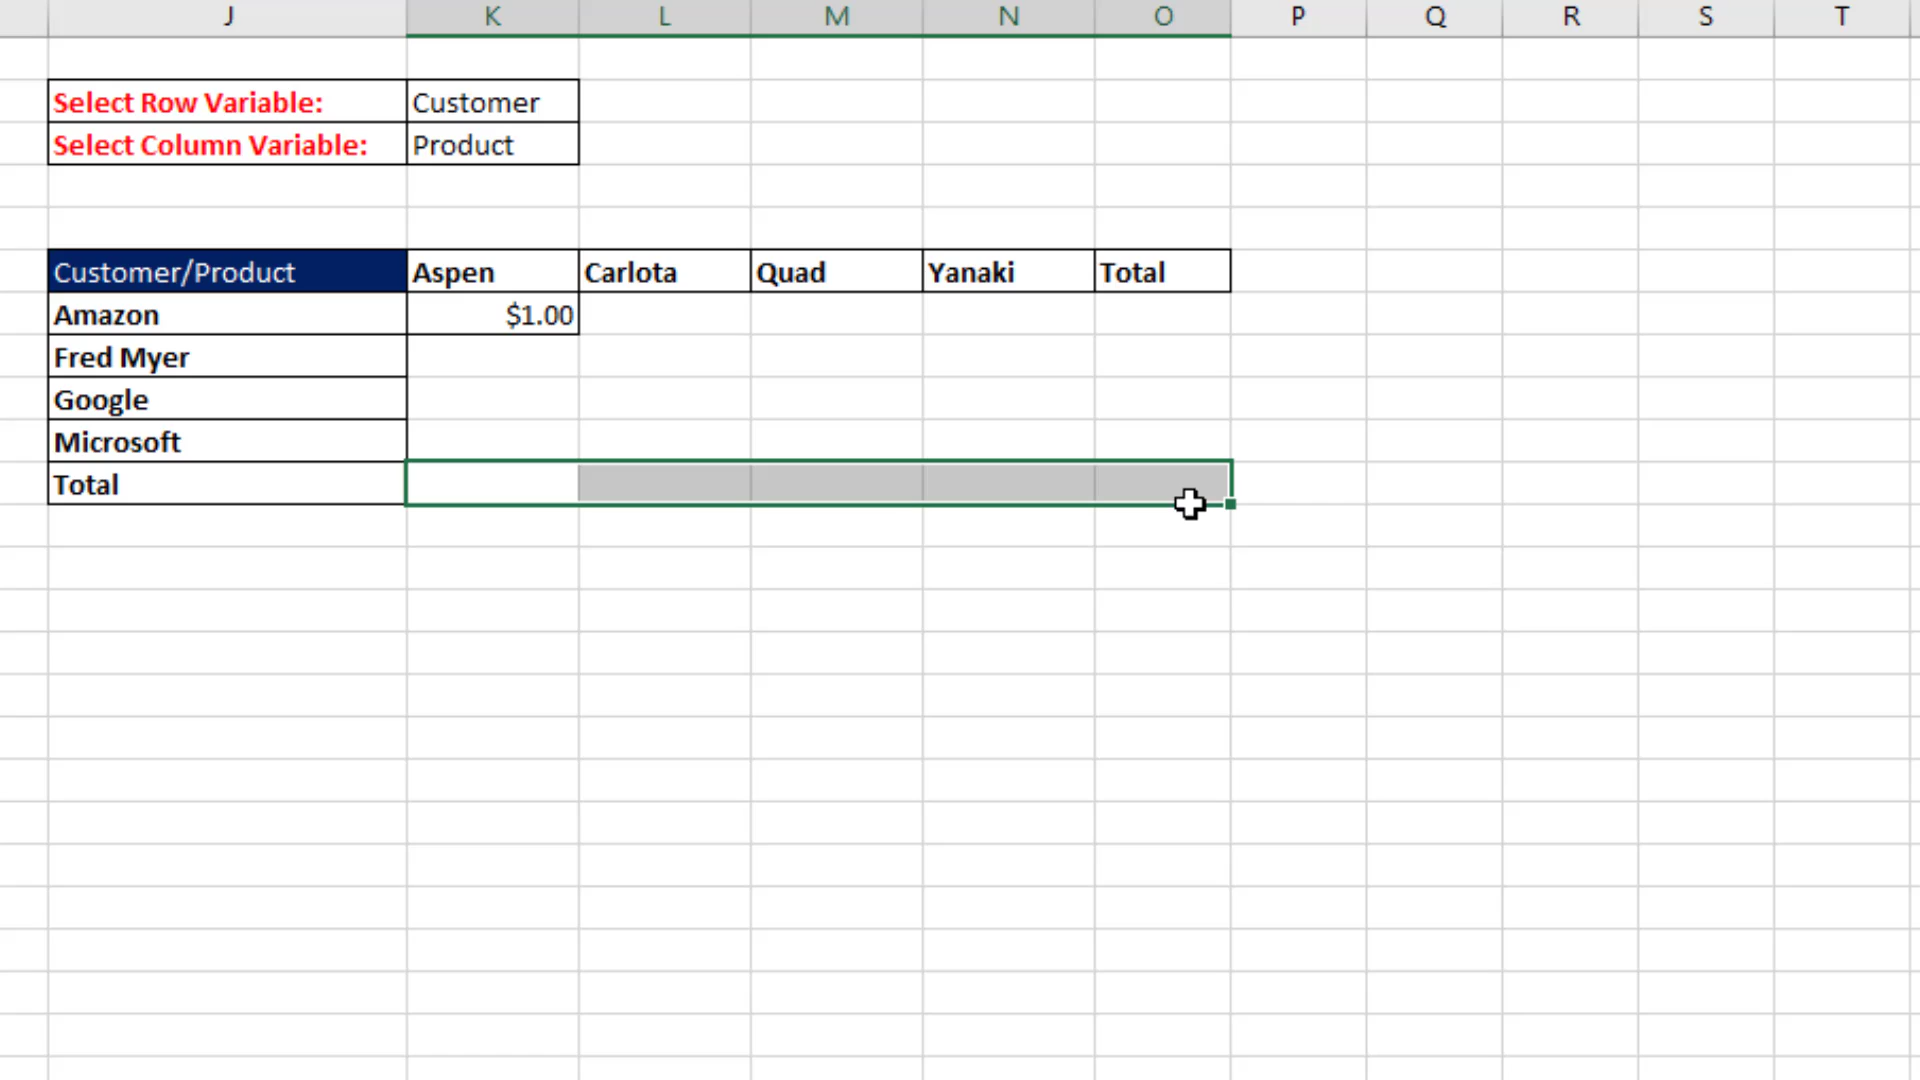 J K L M N O P Q R S T
Select Row Variable: Customer
Select Column Variable: Product
Customer/Product Aspen Carlota Quad Yanaki Total
Amazon $1.00
Fred Myer
Google
Microsoft
Total